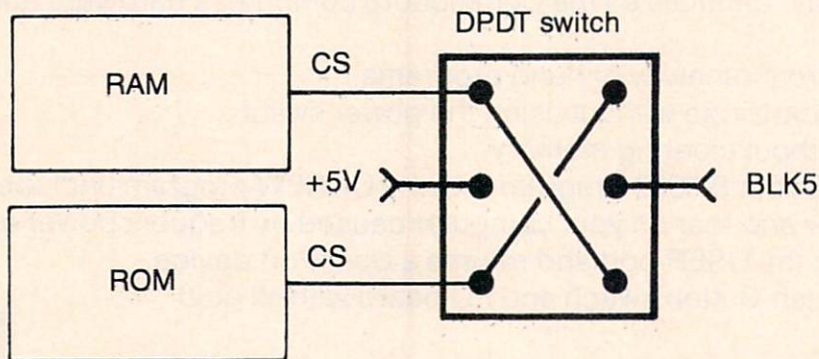 DPDT switch
RAM
CS
+5V
BLK5
ROM
CS